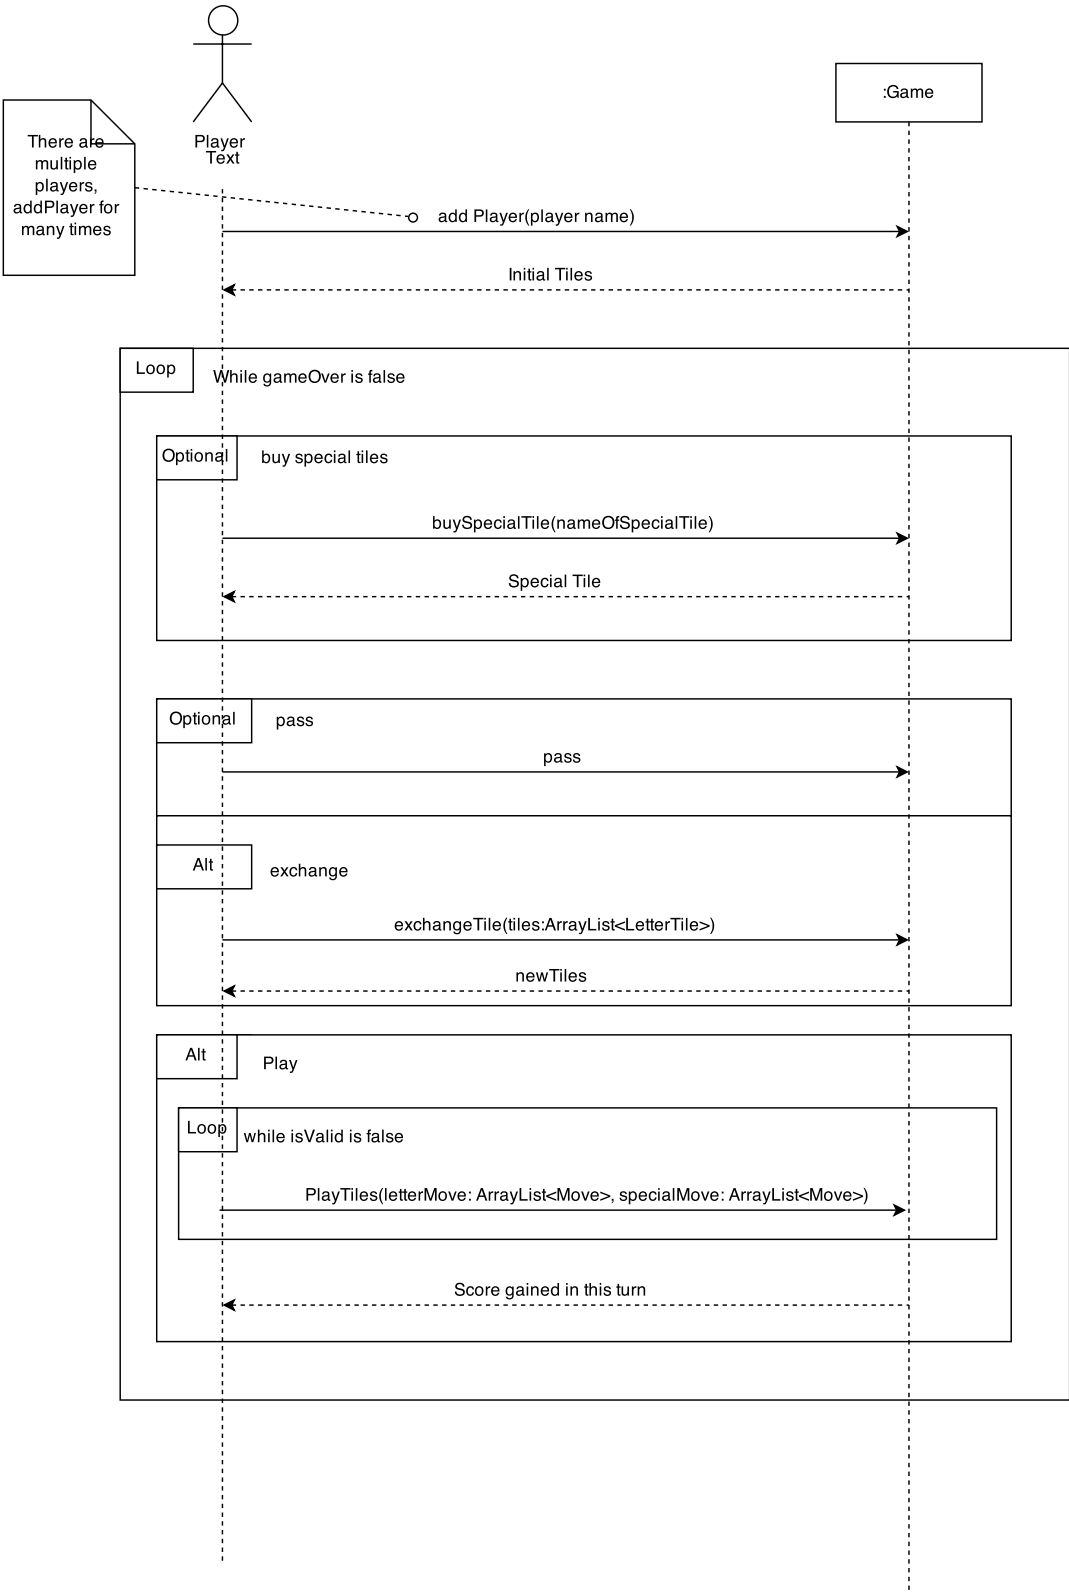 Player
Text
:Game
There are
multiple
players,
addPlayer for
many times
add Player(player name)
Initial Tiles
Loop
While gameOver is false
Optional
buy special tiles
buySpecialTile(nameOfSpecialTile)
Special Tile
Optional
pass
pass
Alt
exchange
exchangeTile(tiles:ArrayList<LetterTile>)
newTiles
Alt
Play
Loop
while isValid is false
PlayTiles(letterMove: ArrayList<Move>, specialMove: ArrayList<Move>)
Score gained in this turn